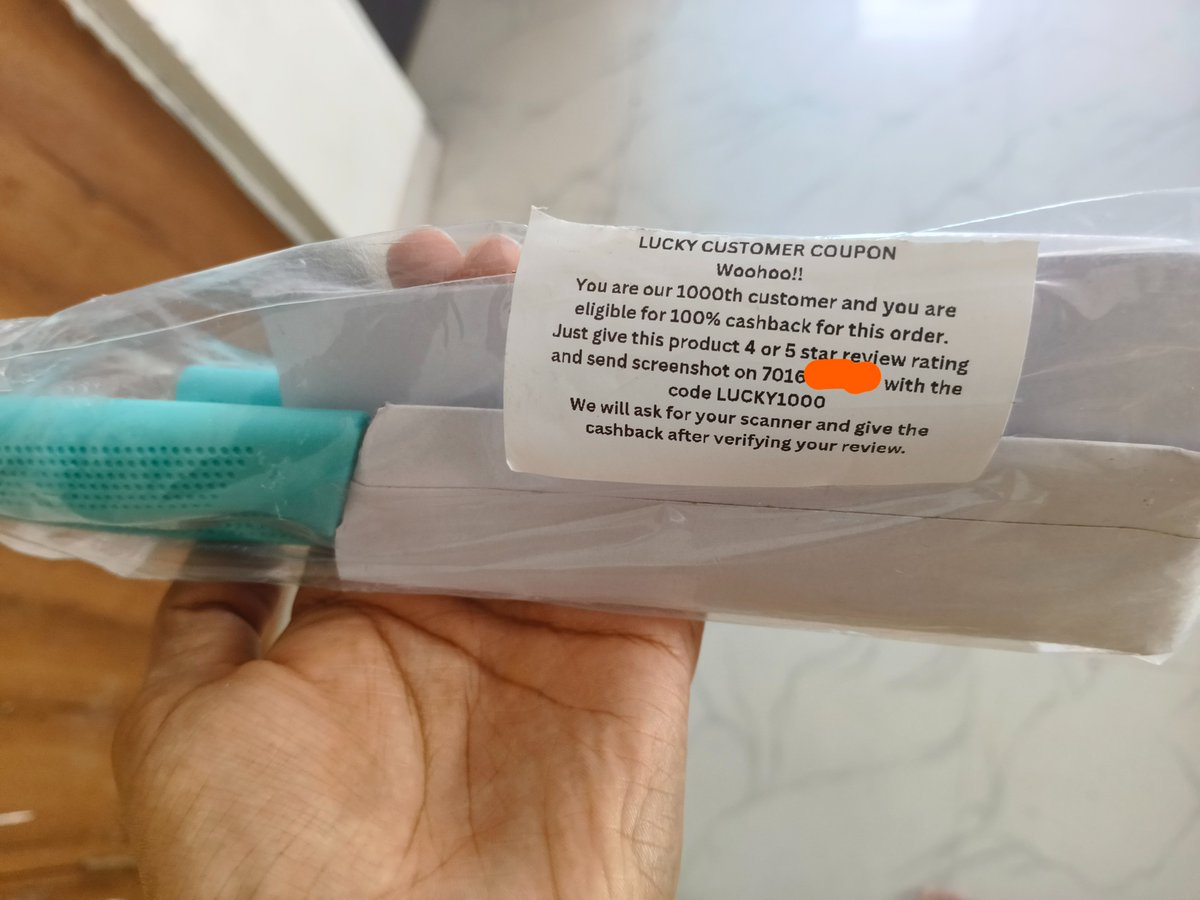 LUCKY CUSTOMER COUPON
Woohoo!!
You are our 1000th customer and you are
eligible for 100% cashback for this order.
Just give this product 4 or 5 star review rating
and send screenshot on 7016 with the
code LUCKY1000
We will ask for your scanner and give the
cashback after verifying your review.